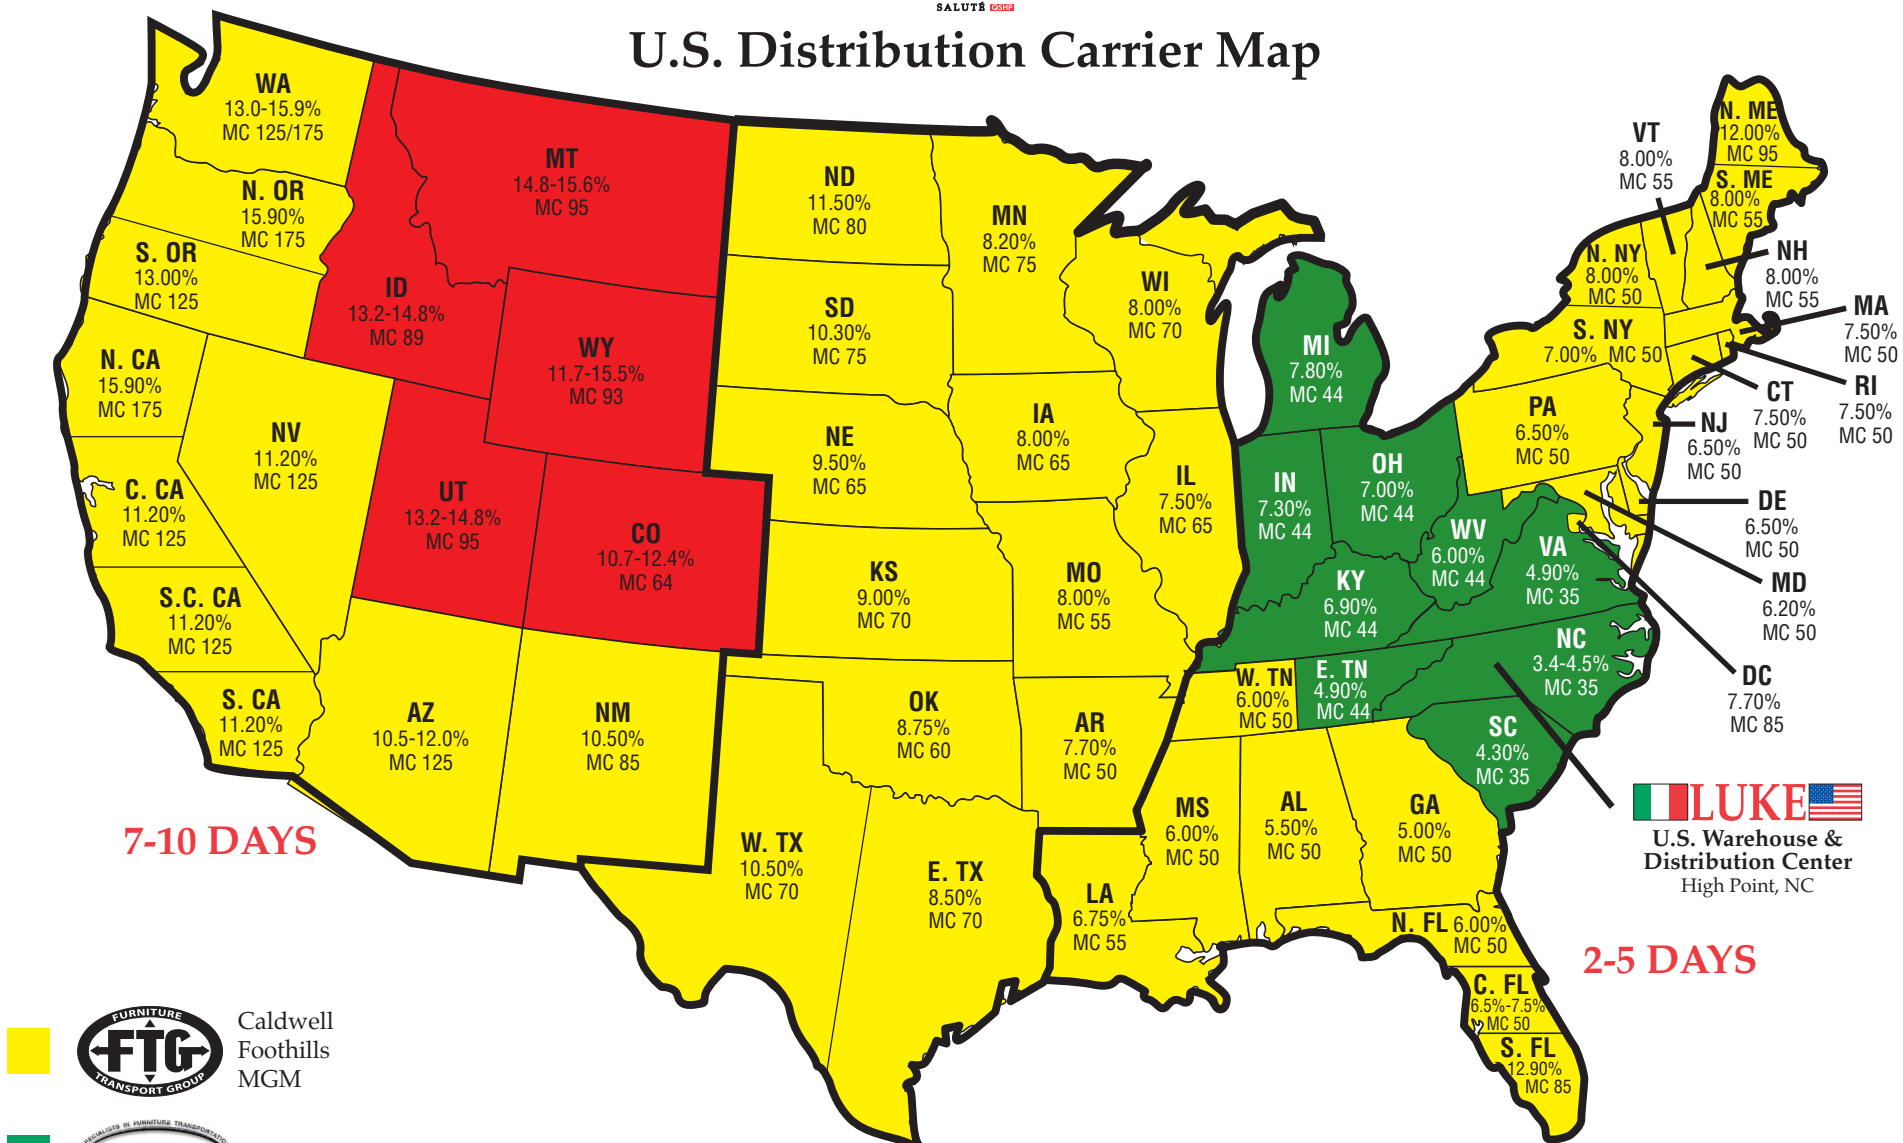 SALUTÉ OSHP
U.S. Distribution Carrier Map
WA
13.0-15.9%
MC 125/175
N. OR
15.90%
MC 175
S. OR
13.00%
MC 125
N. CA
15.90%
MC 175
C. CA
11.20%
MC 125
S.C. CA
11.20%
MC 125
S. CA
11.20%
MC 125
NV
11.20%
MC 125
ID
13.2-14.8%
MC 89
MT
14.8-15.6%
MC 95
WY
11.7-15.5%
MC 93
UT
13.2-14.8%
MC 95
CO
10.7-12.4%
MC 64
AZ
10.5-12.0%
MC 125
NM
10.50%
MC 85
ND
11.50%
MC 80
SD
10.30%
MC 75
NE
9.50%
MC 65
KS
9.00%
MC 70
OK
8.75%
MC 60
W. TX
10.50%
MC 70
E. TX
8.50%
MC 70
MN
8.20%
MC 75
IA
8.00%
MC 65
MO
8.00%
MC 55
AR
7.70%
MC 50
LA
6.75%
MC 55
WI
8.00%
MC 70
IL
7.50%
MC 65
MI
7.80%
MC 44
IN
7.30%
MC 44
OH
7.00%
MC 44
KY
6.90%
MC 44
WV
6.00%
MC 44
VA
4.90%
MC 35
NC
3.4-4.5%
MC 35
SC
4.30%
MC 35
W. TN
6.00%
MC 50
E. TN
4.90%
MC 44
MS
6.00%
MC 50
AL
5.50%
MC 50
GA
5.00%
MC 50
N. FL 6.00%
MC 50
C. FL
6.5%-7.5%
MC 50
S. FL
12.90%
MC 85
PA
6.50%
MC 50
S. NY
7.00% MC 50
N. NY
8.00%
MC 50
VT
8.00%
MC 55
N. ME
12.00%
MC 95
S. ME
8.00%
MC 55
NH
8.00%
MC 55
MA
7.50%
MC 50
RI
7.50%
MC 50
CT
7.50%
MC 50
NJ
6.50%
MC 50
DE
6.50%
MC 50
MD
6.20%
MC 50
DC
7.70%
MC 85
LUKE
U.S. Warehouse &
Distribution Center
High Point, NC
7-10 DAYS
2-5 DAYS
FURNITURE
FTG
TRANSPORT GROUP
Caldwell
Foothills
MGM
SPECIALISTS IN FURNITURE TRANSPORTATION